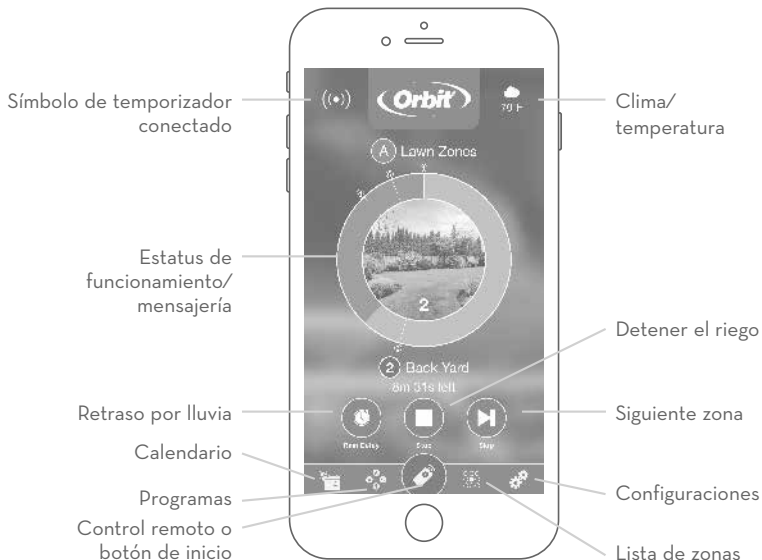 Símbolo de temporizador
conectado
Orbit
79°F
Clima/
temperatura
A Lawn Zones
Estatus de
funcionamiento/
mensajería
2
Detener el riego
2 Back Yard
8m 31s left
Retraso por lluvia
Siguiente zona
Rain Delay
Stop
Skip
Calendario
Programas
Configuraciones
Control remoto o
botón de inicio
Lista de zonas